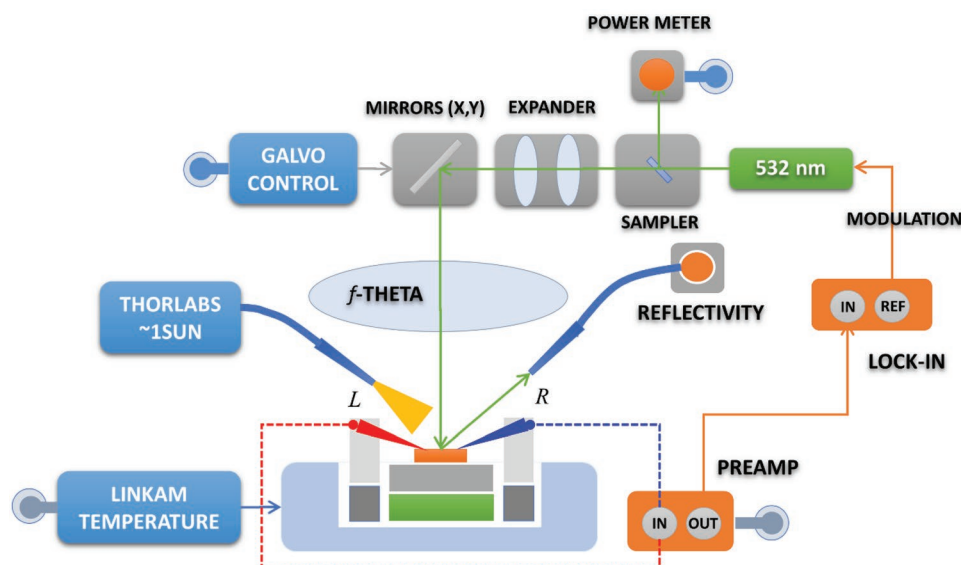 POWER METER
MIRRORS (X,Y)
EXPANDER
GALVO
CONTROL
532 nm
SAMPLER
MODULATION
f-THETA
THORLABS
~1SUN
REFLECTIVITY
IN
REF
LOCK-IN
L
R
PREAMP
LINKAM
TEMPERATURE
IN
OUT